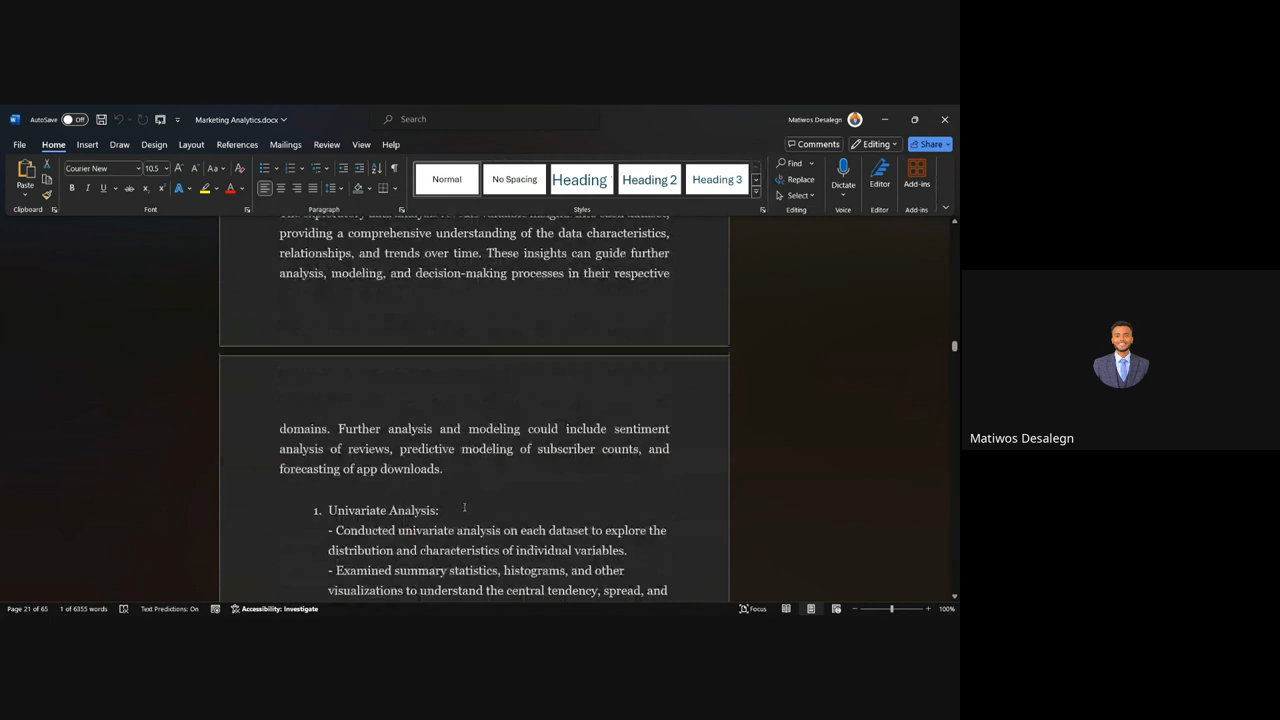 AutoSave Off Marketing Analytics.docx Search Matiwos Desalegn
File Home Insert Draw Design Layout References Mailings Review View Help Comments Editing Share
Paste Courier New 10.5 Aa Normal No Spacing Heading Heading 2 Heading 3 Find Replace Select Dictate Editor Add-ins
Clipboard Font Paragraph Styles Editing Voice Editor Add-ins
providing a comprehensive understanding of the data characteristics,
relationships, and trends over time. These insights can guide further
analysis, modeling, and decision-making processes in their respective
domains. Further analysis and modeling could include sentiment
analysis of reviews, predictive modeling of subscriber counts, and
forecasting of app downloads.
1. Univariate Analysis:
- Conducted univariate analysis on each dataset to explore the
distribution and characteristics of individual variables.
- Examined summary statistics, histograms, and other
visualizations to understand the central tendency, spread, and
Page 21 of 65 1 of 6355 words Text Predictions: On Accessibility: Investigate Focus 100%
Matiwos Desalegn